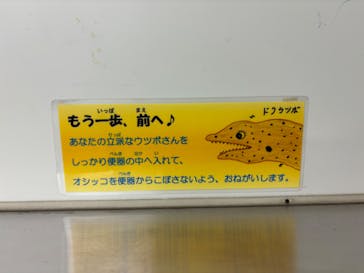 もう一歩、前へ♪
ドクウツボ
あなたの立派なウツボさんを
しっかり便器の中へ入れて、
オシッコを便器からこぼさないよう、おねがいします。